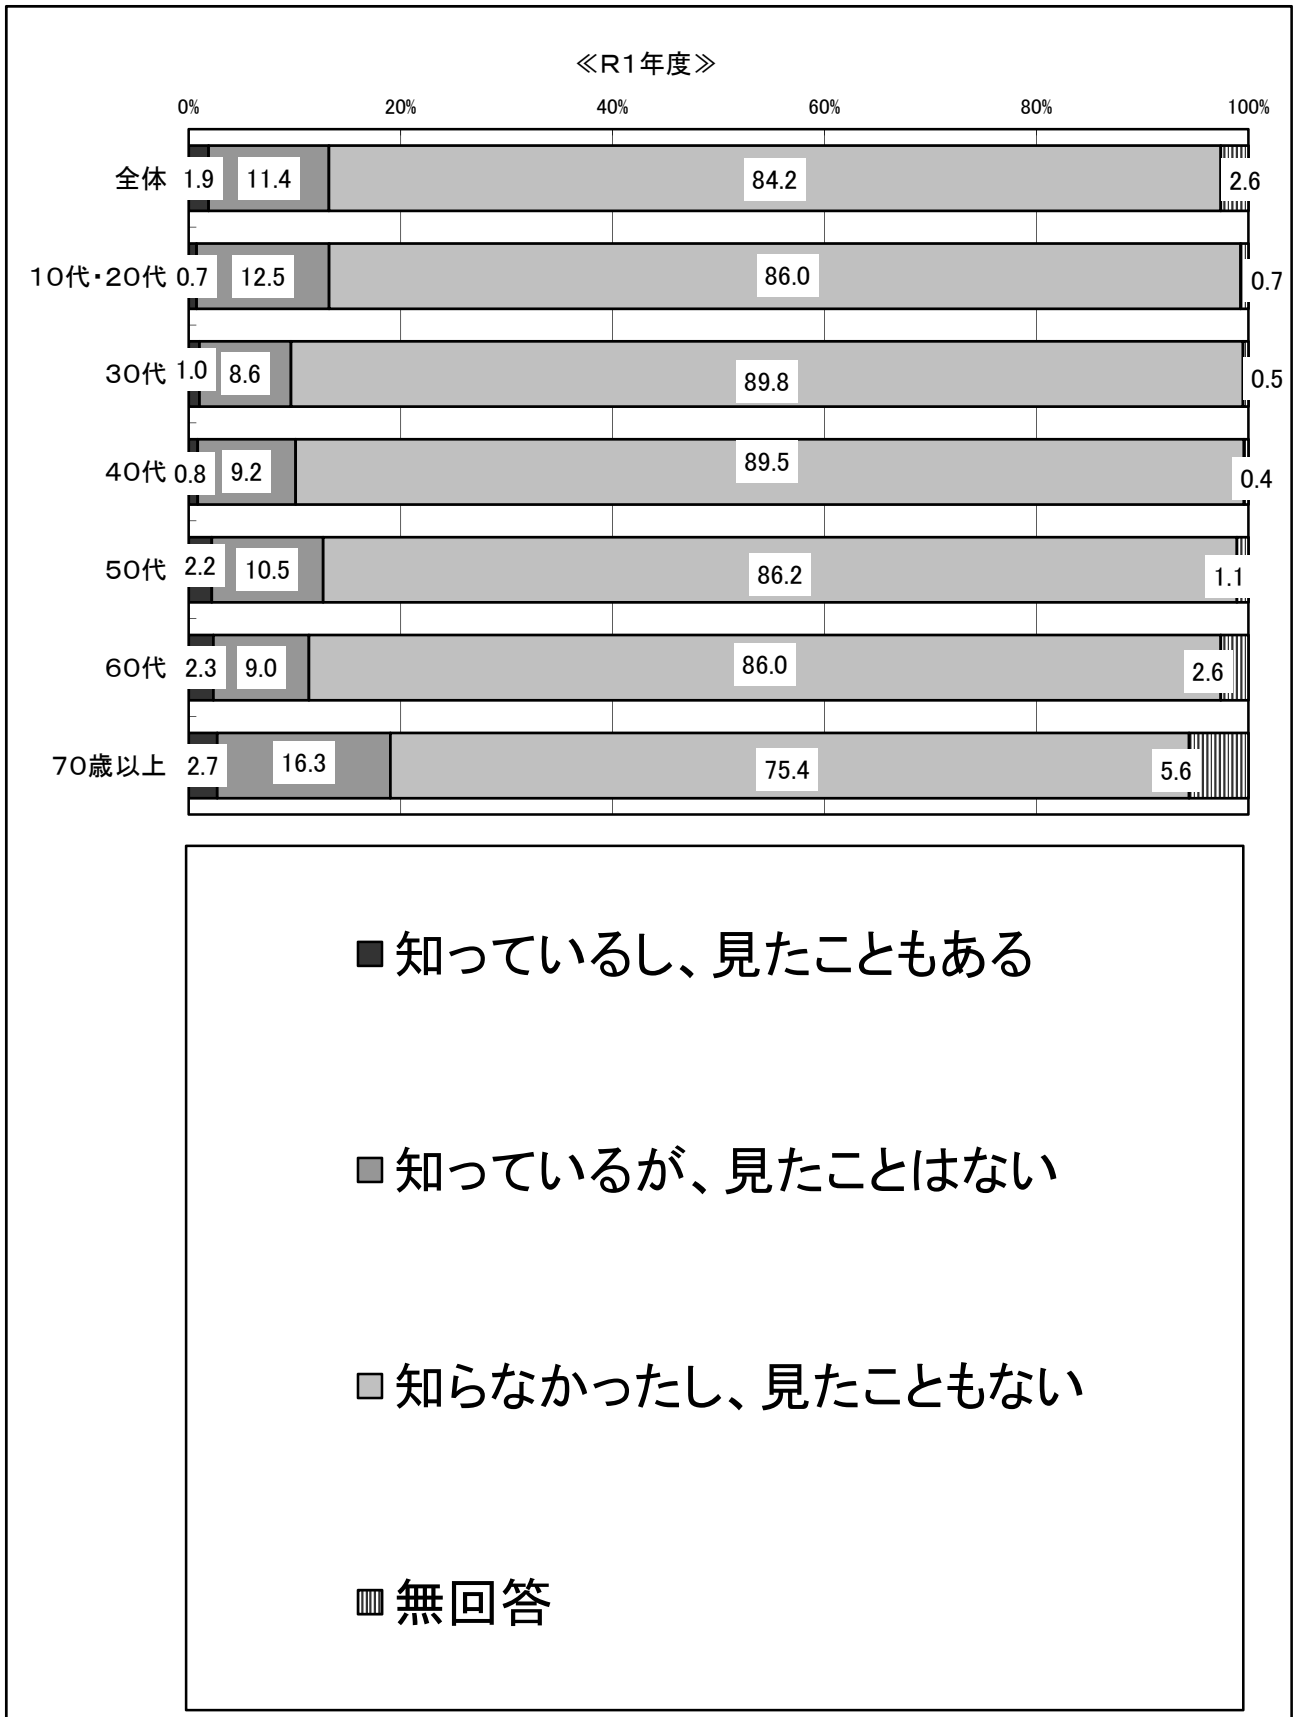 ≪R1年度≫
0% 20% 40% 60% 80% 100%
全体 1.9 11.4 84.2 2.6
10代・20代 0.7 12.5 86.0 0.7
30代 1.0 8.6 89.8 0.5
40代 0.8 9.2 89.5 0.4
50代 2.2 10.5 86.2 1.1
60代 2.3 9.0 86.0 2.6
70歳以上 2.7 16.3 75.4 5.6
知っているし、見たこともある
知っているが、見たことはない
知らなかったし、見たこともない
無回答